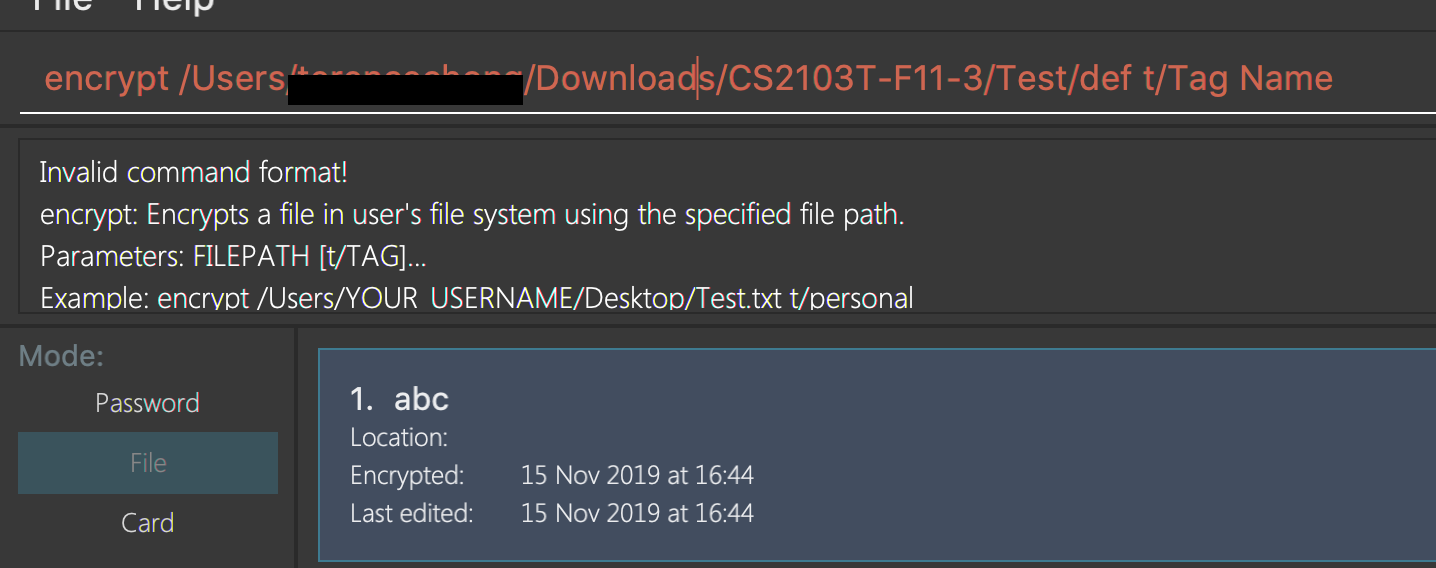 File Help
encrypt /Users/ /Downloads/CS2103T-F11-3/Test/def t/Tag Name
Invalid command format!
encrypt: Encrypts a file in user's file system using the specified file path.
Parameters: FILEPATH [t/TAG]...
Example: encrypt /Users/YOUR_USERNAME/Desktop/Test.txt t/personal
Mode:
Password
File
Card
1. abc
Location:
Encrypted: 15 Nov 2019 at 16:44
Last edited: 15 Nov 2019 at 16:44